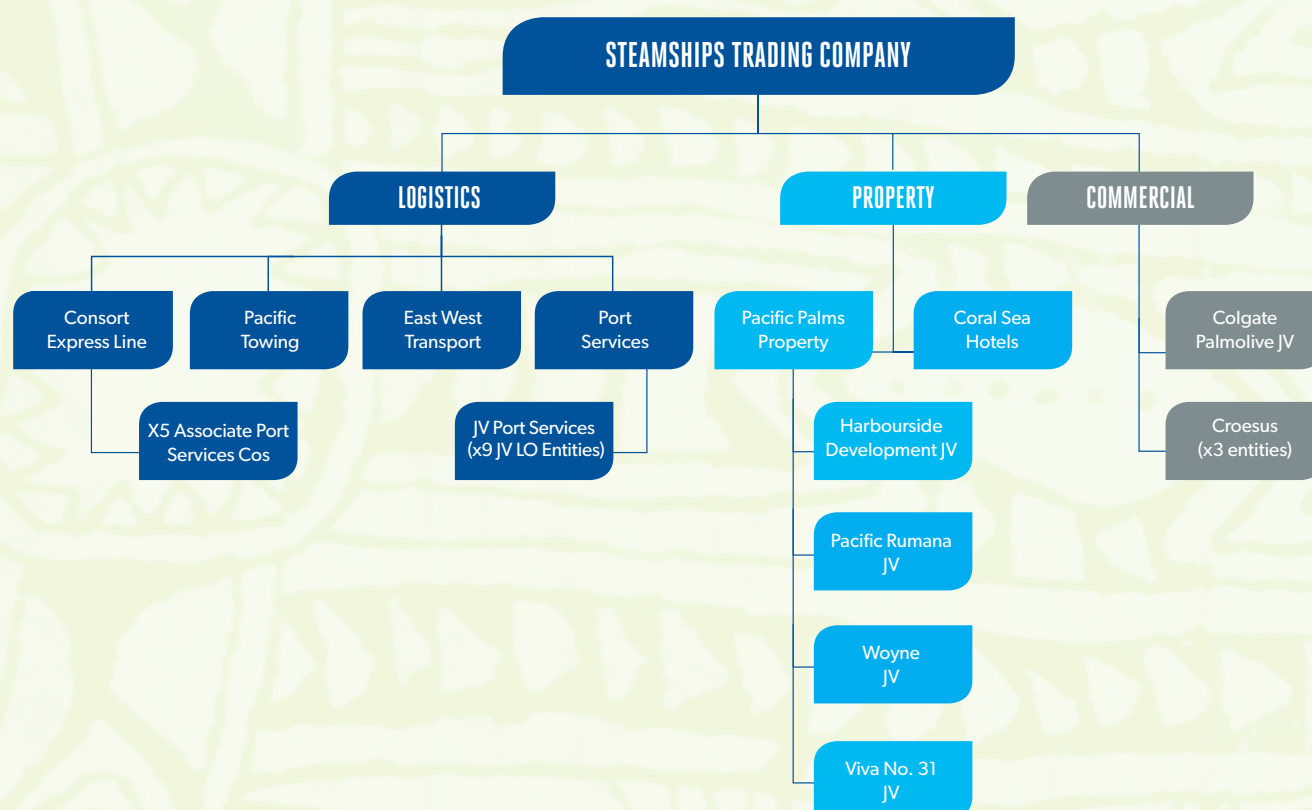 STEAMSHIPS TRADING COMPANY
LOGISTICS
PROPERTY
COMMERCIAL
Consort
Express Line
Pacific
Towing
East West
Transport
Port
Services
Pacific Palms
Property
Coral Sea
Hotels
Colgate
Palmolive JV
X5 Associate Port
Services Cos
JV Port Services
(x9 JV LO Entities)
Harbourside
Development JV
Croesus
(x3 entities)
Pacific Rumana
JV
Woyne
JV
Viva No. 31
JV